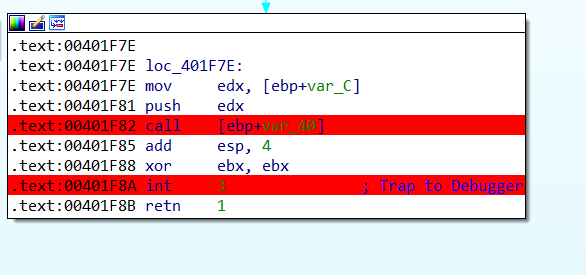 .text:00401F7E
.text:00401F7E loc_401F7E:
.text:00401F7E mov edx, [ebp+var_C]
.text:00401F81 push edx
.text:00401F82 call [ebp+var_40]
.text:00401F85 add esp, 4
.text:00401F88 xor ebx, ebx
.text:00401F8A int 3 ; Trap to Debugger
.text:00401F8B retn 1